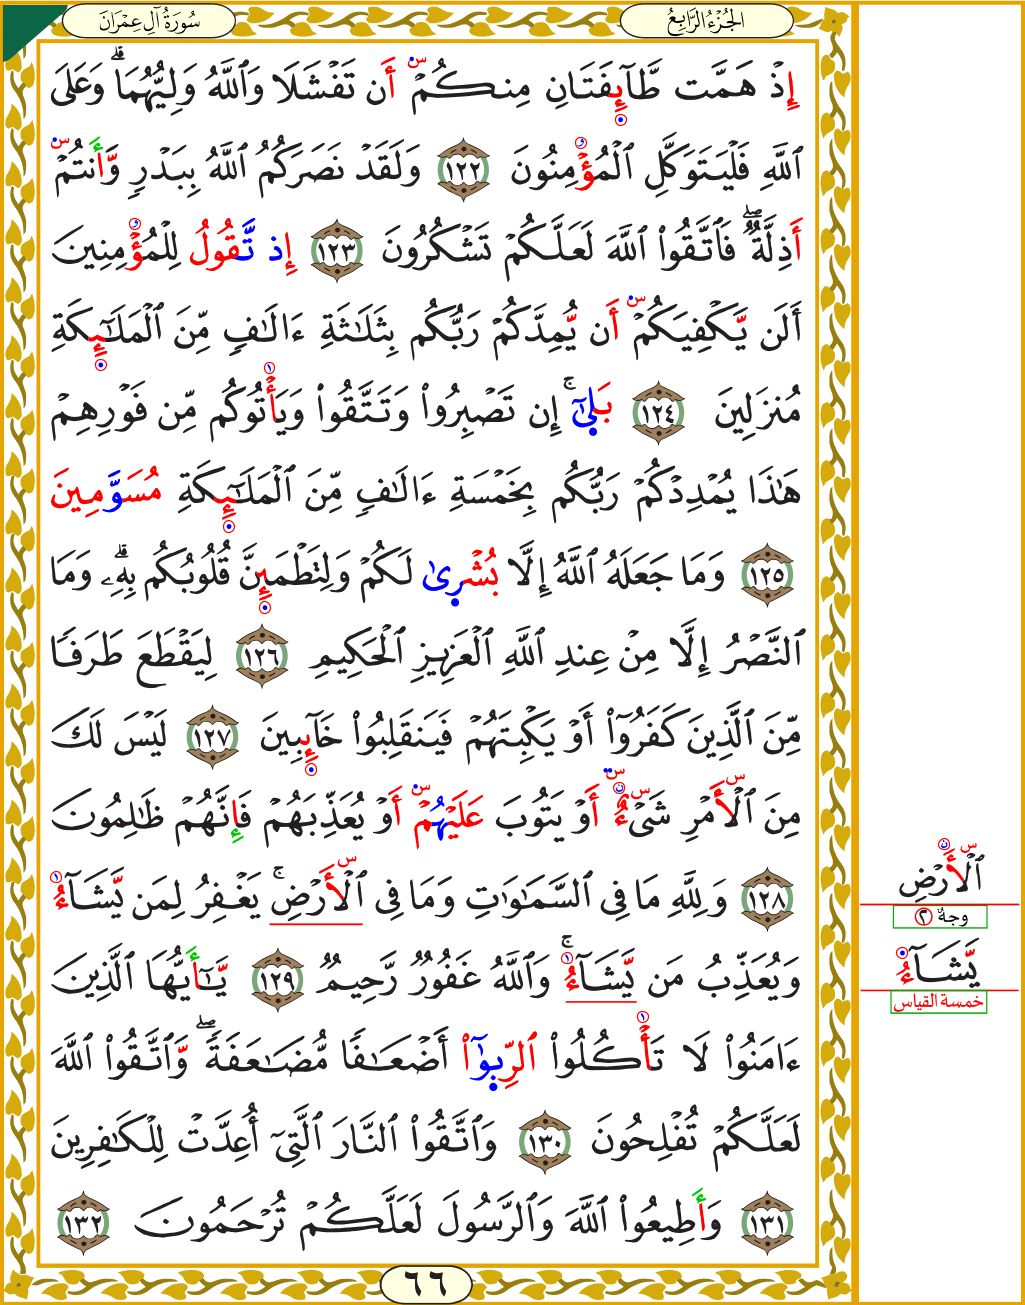 سُورَةُ آلِ عِمْرَانَ
الجُزْءُ الرَّابِعُ
إِذْ هَمَّت طَّآئِفَتَانِ مِنكُمْ أَن تَفْشَلَا وَٱللَّهُ وَلِيُّهُمَاۗ وَعَلَى
ٱللَّهِ فَلْيَتَوَكَّلِ ٱلْمُؤْمِنُونَ ١٢٢ وَلَقَدْ نَصَرَكُمُ ٱللَّهُ بِبَدْرٍ وَّأَنتُمْ
أَذِلَّةٌۖ فَٱتَّقُوا۟ ٱللَّهَ لَعَلَّكُمْ تَشْكُرُونَ ١٢٣ إِذ تَّقُولُ لِلْمُؤْمِنِينَ
أَلَن يَّكْفِيَكُمْ أَن يُّمِدَّكُمْ رَبُّكُم بِثَلَٰثَةِ ءَالَٰفٍ مِّنَ ٱلْمَلَٰٓئِكَةِ
مُنزَلِينَ ١٢٤ بَلَىٰٓۚ إِن تَصْبِرُوا۟ وَتَتَّقُوا۟ وَيَأْتُوكُم مِّن فَوْرِهِمْ
هَٰذَا يُمْدِدْكُمْ رَبُّكُم بِخَمْسَةِ ءَالَٰفٍ مِّنَ ٱلْمَلَٰٓئِكَةِ مُسَوَّمِينَ
١٢٥ وَمَا جَعَلَهُ ٱللَّهُ إِلَّا بُشْرِىٰ لَكُمْ وَلِتَطْمَئِنَّ قُلُوبُكُم بِهِۦۗ وَمَا
ٱلنَّصْرُ إِلَّا مِنْ عِندِ ٱللَّهِ ٱلْعَزِيزِ ٱلْحَكِيمِ ١٢٦ لِيَقْطَعَ طَرَفًا
مِّنَ ٱلَّذِينَ كَفَرُوٓا۟ أَوْ يَكْبِتَهُمْ فَيَنقَلِبُوا۟ خَآئِبِينَ ١٢٧ لَيْسَ لَكَ
مِنَ ٱلْأَمْرِ شَىْءٌ أَوْ يَتُوبَ عَلَيْهُمْ أَوْ يُعَذِّبَهُمْ فَإِنَّهُمْ ظَٰلِمُونَ
١٢٨ وَلِلَّهِ مَا فِى ٱلسَّمَٰوَٰتِ وَمَا فِى ٱلْأَرْضِۚ يَغْفِرُ لِمَن يَّشَآءُ
وَيُعَذِّبُ مَن يَّشَآءُۚ وَٱللَّهُ غَفُورٌ رَّحِيمٌ ١٢٩ يَٰٓأَيُّهَا ٱلَّذِينَ
ءَامَنُوا۟ لَا تَأْكُلُوا۟ ٱلرِّبَوٰٓا۟ أَضْعَٰفًا مُّضَٰعَفَةًۖ وَّٱتَّقُوا۟ ٱللَّهَ
لَعَلَّكُمْ تُفْلِحُونَ ١٣٠ وَٱتَّقُوا۟ ٱلنَّارَ ٱلَّتِىٓ أُعِدَّتْ لِلْكَٰفِرِينَ
١٣١ وَأَطِيعُوا۟ ٱللَّهَ وَٱلرَّسُولَ لَعَلَّكُمْ تُرْحَمُونَ ١٣٢
٦٦
ٱلْأَرْضِ
وجهٌ ٢
يَّشَآءُ
خمسة القياس